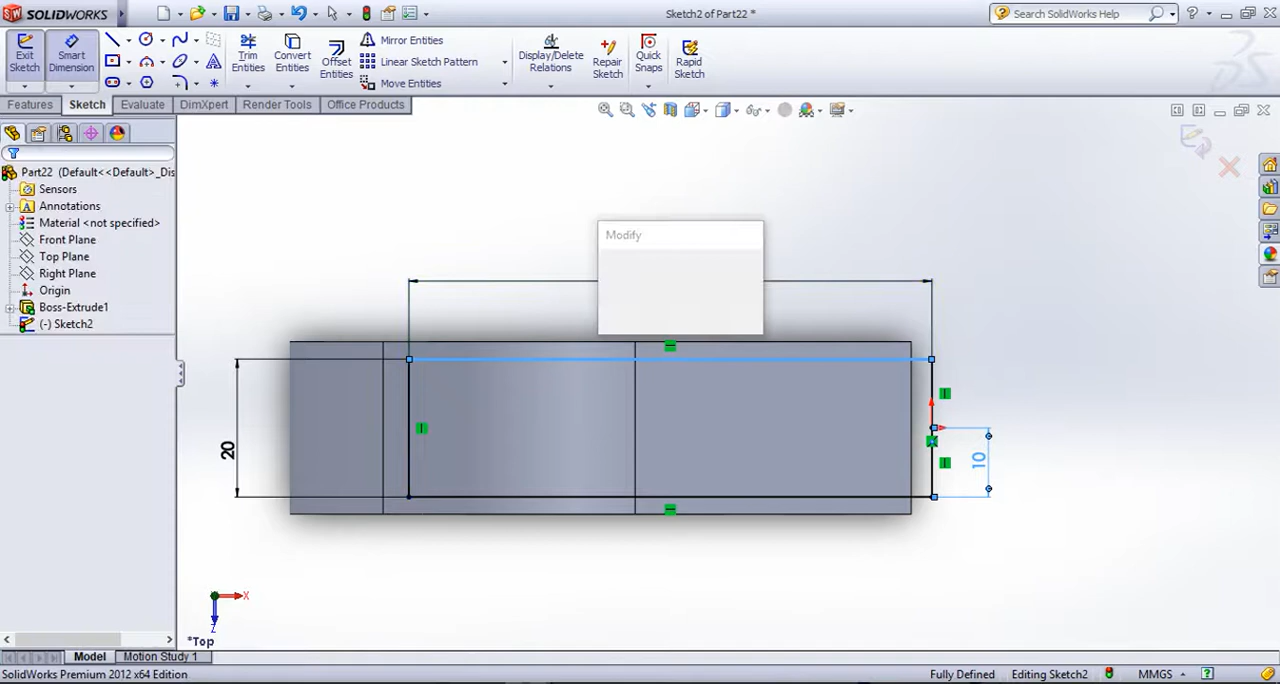 SOLIDWORKS
Sketch2 of Part22 *
Search SolidWorks Help
Exit Sketch
Smart Dimension
Trim Entities
Convert Entities
Offset Entities
Mirror Entities
Linear Sketch Pattern
Move Entities
Display/Delete Relations
Repair Sketch
Quick Snaps
Rapid Sketch
Features Sketch Evaluate DimXpert Render Tools Office Products
Part22 (Default<<Default>_Dis
Sensors
Annotations
Material <not specified>
Front Plane
Top Plane
Right Plane
Origin
Boss-Extrude1
(-) Sketch2
Modify
20
10
X
Z
*Top
Model Motion Study 1
SolidWorks Premium 2012 x64 Edition
Fully Defined Editing Sketch2 MMGS